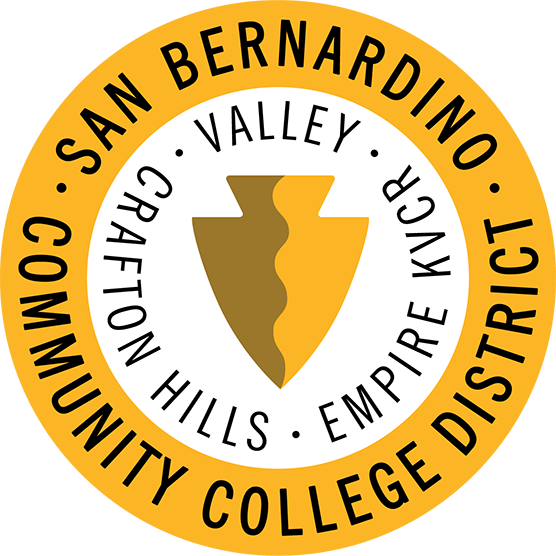 · SAN BERNARDINO ·
COMMUNITY COLLEGE DISTRICT
· VALLEY ·
CRAFTON HILLS · EMPIRE KVCR